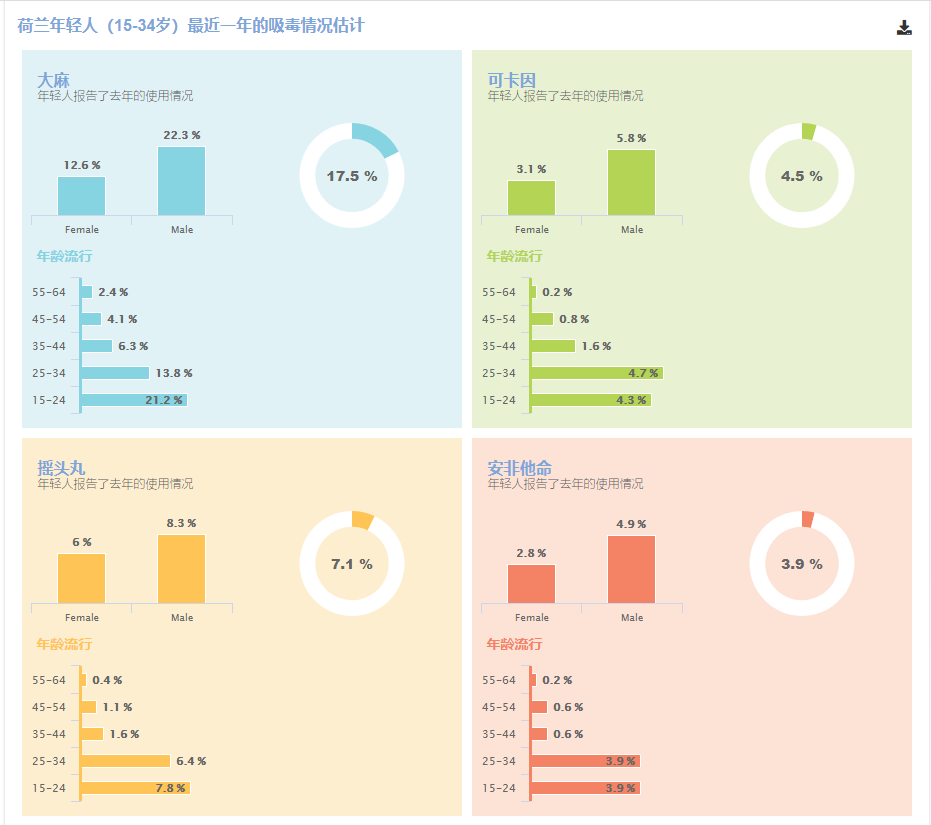 荷兰年轻人（15-34岁）最近一年的吸毒情况估计
大麻
年轻人报告了去年的使用情况
12.6 %
22.3 %
Female
Male
17.5 %
年龄流行
55-64 2.4 %
45-54 4.1 %
35-44 6.3 %
25-34 13.8 %
15-24 21.2 %
可卡因
年轻人报告了去年的使用情况
3.1 %
5.8 %
Female
Male
4.5 %
年龄流行
55-64 0.2 %
45-54 0.8 %
35-44 1.6 %
25-34 4.7 %
15-24 4.3 %
摇头丸
年轻人报告了去年的使用情况
6 %
8.3 %
Female
Male
7.1 %
年龄流行
55-64 0.4 %
45-54 1.1 %
35-44 1.6 %
25-34 6.4 %
15-24 7.8 %
安非他命
年轻人报告了去年的使用情况
2.8 %
4.9 %
Female
Male
3.9 %
年龄流行
55-64 0.2 %
45-54 0.6 %
35-44 0.6 %
25-34 3.9 %
15-24 3.9 %